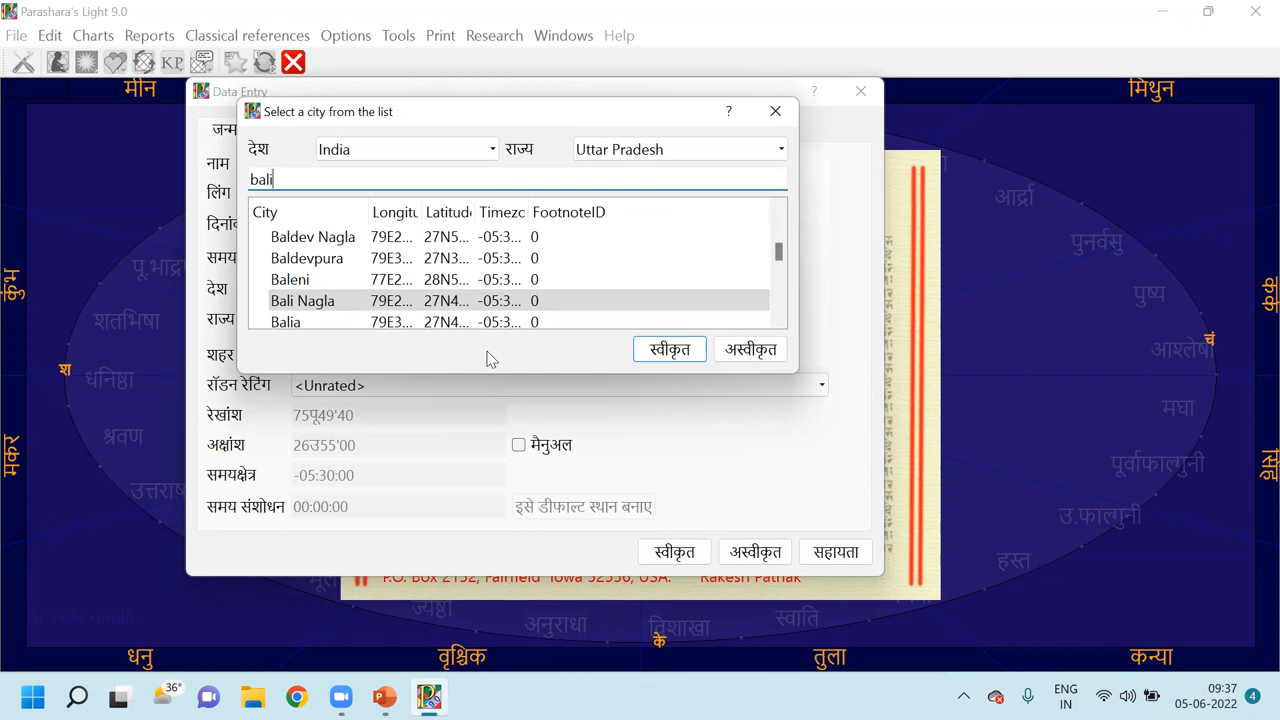 Parashara's Light 9.0
File Edit Charts Reports Classical references Options Tools Print Research Windows Help
KP
मीन
मिथुन
Data Entry
Select a city from the list
देश India राज्य Uttar Pradesh
bali
City Longitu Latitude Timezo FootnoteID
Baldev Nagla 79E2... 27N5... -05:3... 0
Baldevpura 79E3... 27N3... -05:3... 0
Baleni 77E2... 28N5... -05:3... 0
Bali Nagla 79E2... 27N4... -05:3... 0
Balia 79E3... 27N4... -05:3... 0
स्वीकृत अस्वीकृत
नाम
लिंग
समय
देश
राज्य
शहर
रॉडन रेटिंग <Unrated>
रेखांश 75पू49'40
अक्षांश 26उ55'00
मैनुअल
समयक्षेत्र -05:30:00
समय संशोधन 00:00:00
इसे डीफाल्ट स्थान बनाए
स्वीकृत अस्वीकृत सहायता
P.O. Box 2132, Fairfield Iowa 52556, USA. Rakesh Pathak
कुंभ
मकर
शतभिषा
धनिष्ठा
श्रवण
श
आर्द्रा
पुनर्वसु
पुष्य
चं
मघा
पूर्वाफाल्गुनी
उ.फाल्गुनी
हस्त
ज्येष्ठा
अनुराधा
विशाखा
के
स्वाति
धनु
वृश्चिक
तुला
कन्या
36°
ENG
IN
09:37
05-06-2022
4